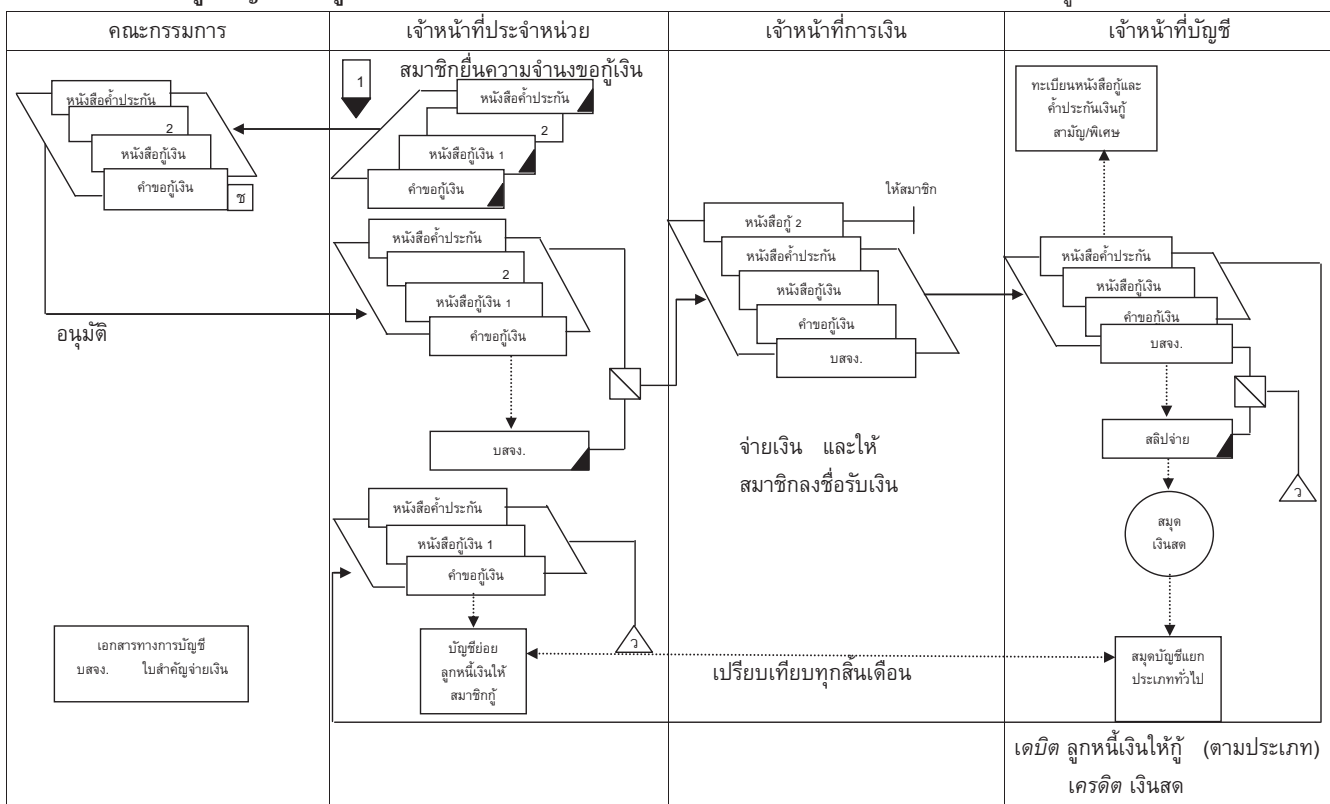 คณะกรรมการ
เจ้าหน้าที่ประจำหน่วย
เจ้าหน้าที่การเงิน
เจ้าหน้าที่บัญชี
หนังสือค้ำประกัน
2
หนังสือกู้เงิน
คำขอกู้เงิน
ช
อนุมัติ
เอกสารทางการบัญชี
บสจง. ใบสำคัญจ่ายเงิน
1
สมาชิกยื่นความจำนงขอกู้เงิน
หนังสือค้ำประกัน
2
หนังสือกู้เงิน 1
คำขอกู้เงิน
หนังสือค้ำประกัน
2
หนังสือกู้เงิน 1
คำขอกู้เงิน
บสจง.
หนังสือค้ำประกัน
หนังสือกู้เงิน 1
คำขอกู้เงิน
ว
บัญชีย่อย
ลูกหนี้เงินให้
สมาชิกกู้
ให้สมาชิก
หนังสือกู้ 2
หนังสือค้ำประกัน
หนังสือกู้เงิน
คำขอกู้เงิน
บสจง.
จ่ายเงิน และให้
สมาชิกลงชื่อรับเงิน
เปรียบเทียบทุกสิ้นเดือน
ทะเบียนหนังสือกู้และ
ค้ำประกันเงินกู้
สามัญ/พิเศษ
หนังสือค้ำประกัน
หนังสือกู้เงิน
คำขอกู้เงิน
บสจง.
สลิปจ่าย
ว
สมุด
เงินสด
สมุดบัญชีแยก
ประเภททั่วไป
เดบิต ลูกหนี้เงินให้กู้ (ตามประเภท)
เครดิต เงินสด